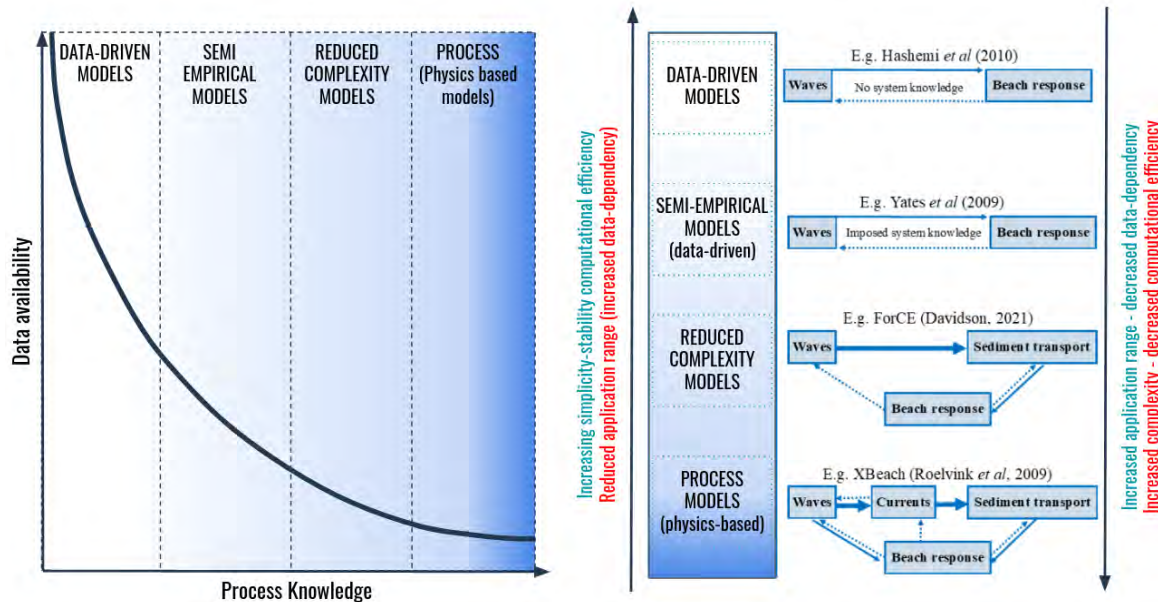 DATA-DRIVEN
MODELS
SEMI
EMPIRICAL
MODELS
REDUCED
COMPLEXITY
MODELS
PROCESS
(Physics based
models)
Data availability
Process Knowledge
Increasing simplicity-stability computational efficiency
Reduced application range (increased data-dependency)
DATA-DRIVEN
MODELS
E.g. Hashemi et al (2010)
Waves
No system knowledge
Beach response
SEMI-EMPIRICAL
MODELS
(data-driven)
E.g. Yates et al (2009)
Waves
Imposed system knowledge
Beach response
REDUCED
COMPLEXITY
MODELS
E.g. ForCE (Davidson, 2021)
Waves
Sediment transport
Beach response
PROCESS
MODELS
(physics-based)
E.g. XBeach (Roelvink et al, 2009)
Waves
Currents
Sediment transport
Beach response
Increased application range - decreased data-dependency
Increased complexity - decreased computational efficiency